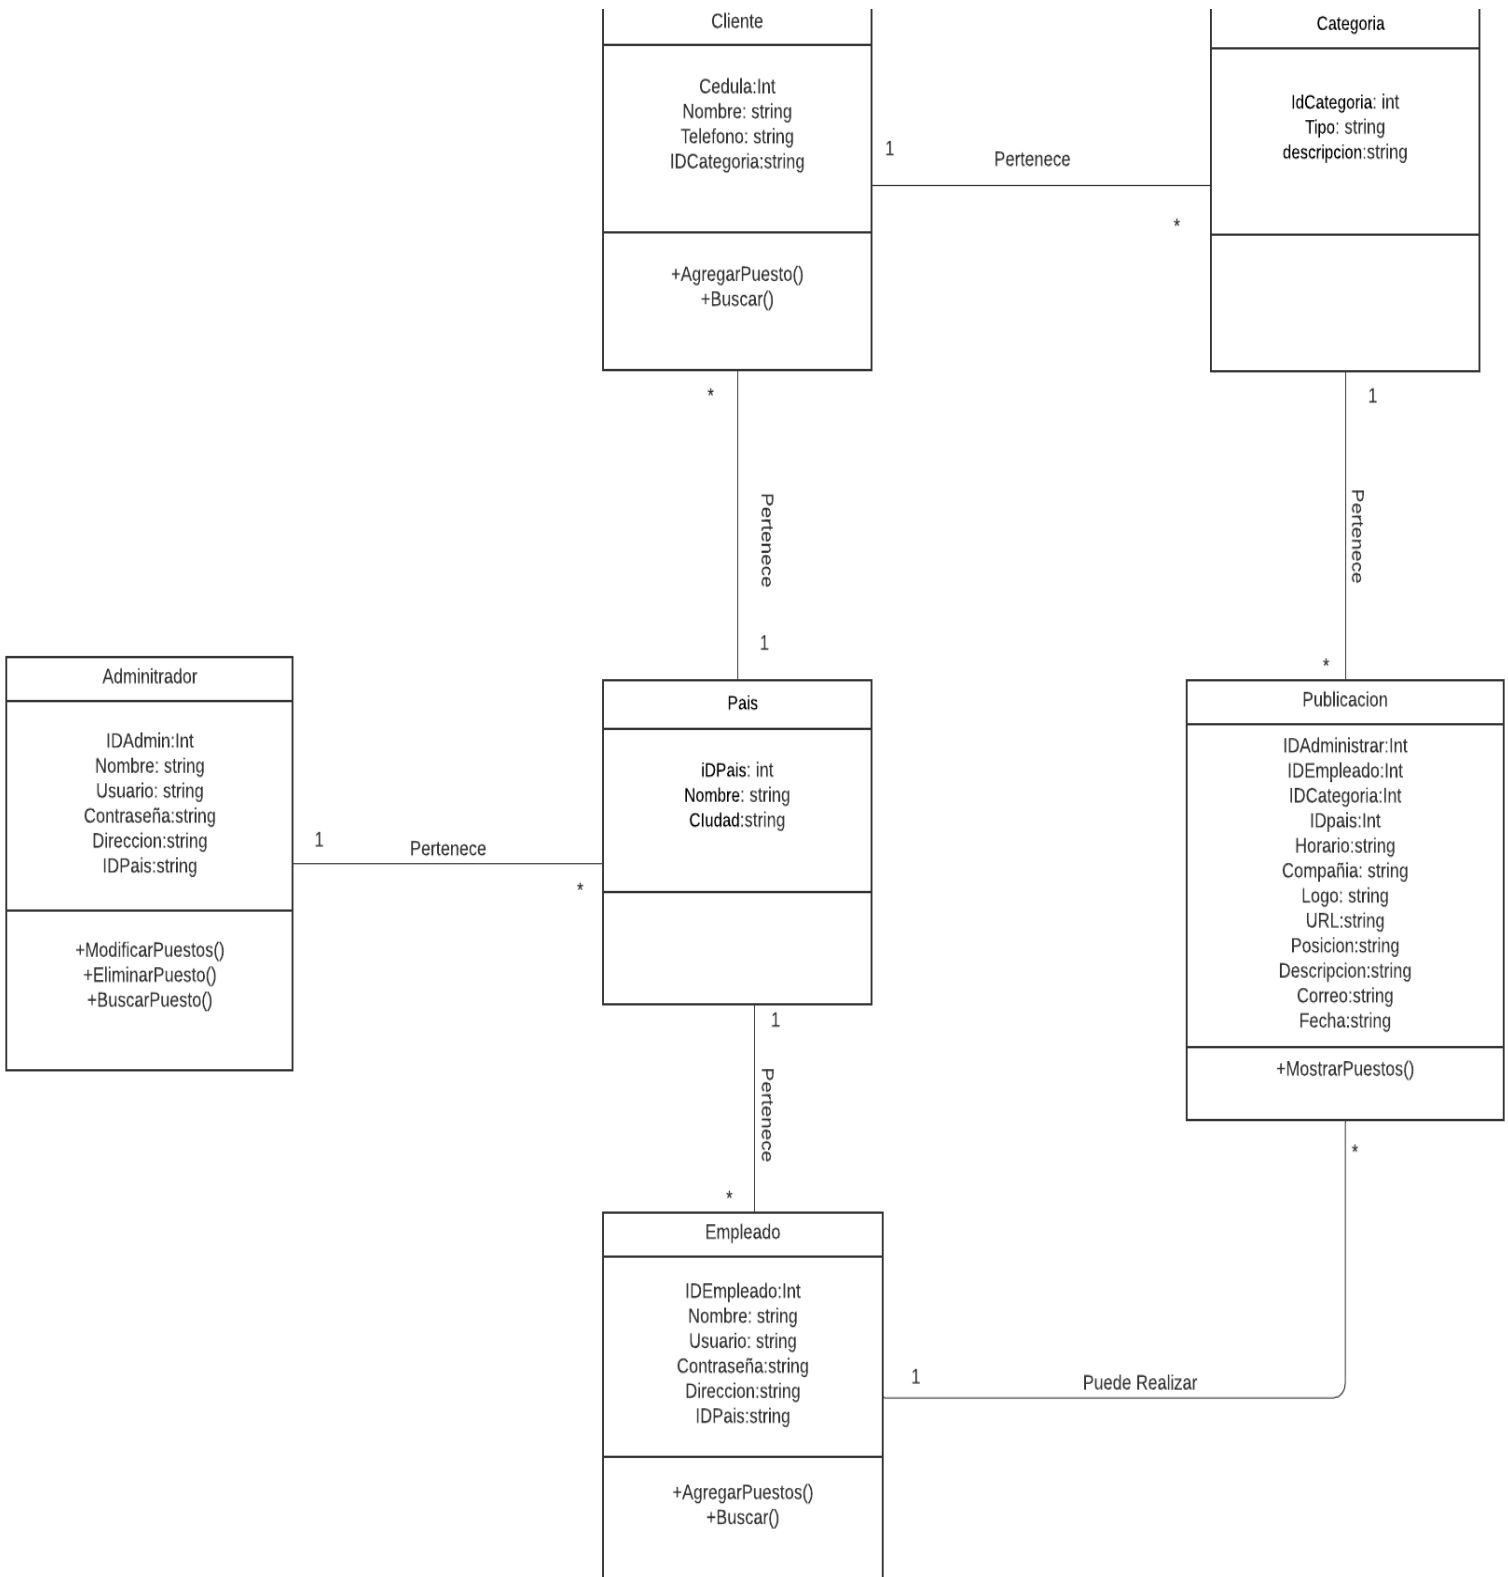 Cliente
Cedula:Int
Nombre: string
Telefono: string
IDCategoria:string
+AgregarPuesto()
+Buscar()
1
Pertenece
*
Categoria
IdCategoria: int
Tipo: string
descripcion:string
*
Pertenece
1
1
Pertenece
*
Adminitrador
IDAdmin:Int
Nombre: string
Usuario: string
Contraseña:string
Direccion:string
IDPais:string
+ModificarPuestos()
+EliminarPuesto()
+BuscarPuesto()
1
Pertenece
*
Pais
iDPais: int
Nombre: string
CIudad:string
Publicacion
IDAdministrar:Int
IDEmpleado:Int
IDCategoria:Int
IDpais:Int
Horario:string
Compañia: string
Logo: string
URL:string
Posicion:string
Descripcion:string
Correo:string
Fecha:string
+MostrarPuestos()
1
Pertenece
*
*
Empleado
IDEmpleado:Int
Nombre: string
Usuario: string
Contraseña:string
Direccion:string
IDPais:string
+AgregarPuestos()
+Buscar()
1
Puede Realizar